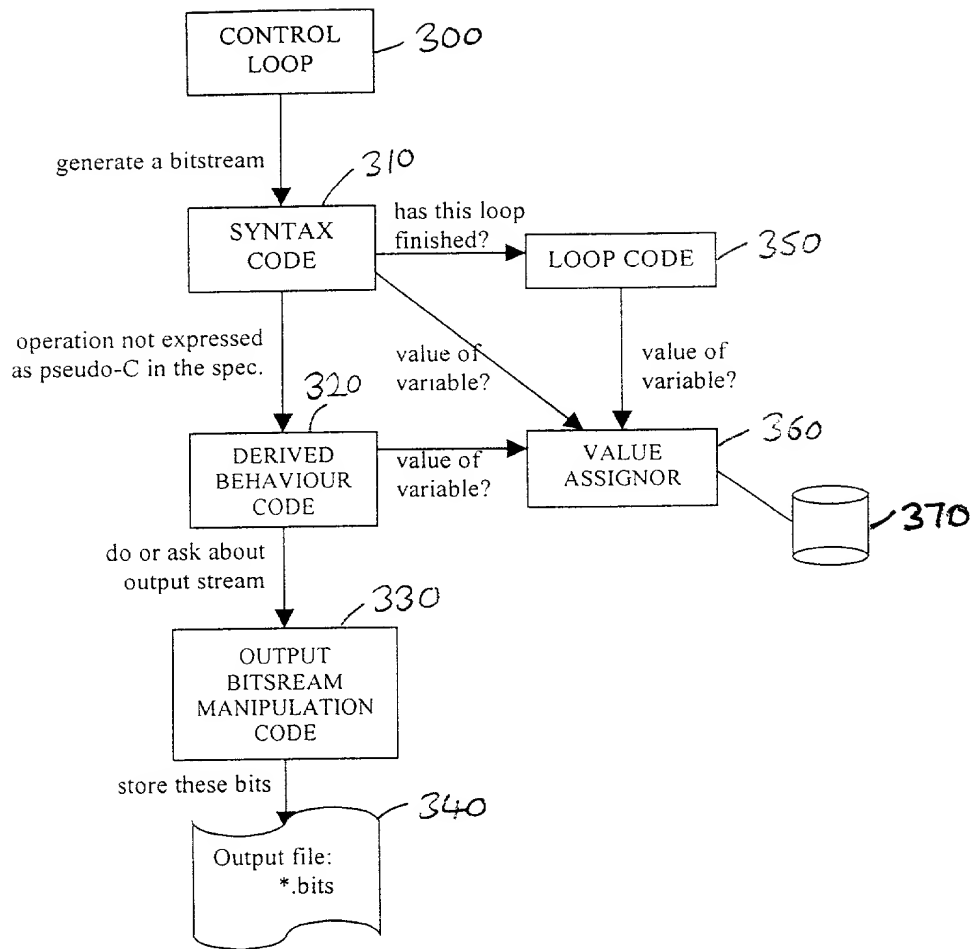 CONTROL
LOOP
300
generate a bitstream
310
SYNTAX
CODE
has this loop
finished?
LOOP CODE
350
operation not expressed
as pseudo-C in the spec.
value of
variable?
value of
variable?
320
DERIVED
BEHAVIOUR
CODE
value of
variable?
VALUE
ASSIGNOR
360
370
do or ask about
output stream
330
OUTPUT
BITSREAM
MANIPULATION
CODE
store these bits
340
Output file:
*.bits